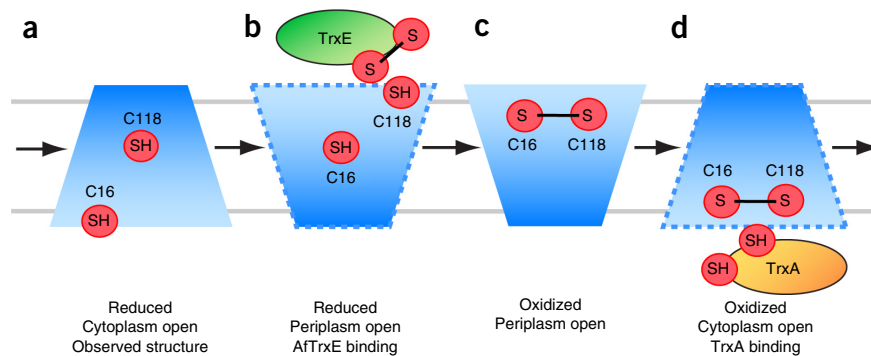 a
C118
SH
C16
SH
Reduced
Cytoplasm open
Observed structure
b
TrxE
S
S
SH
C118
SH
C16
Reduced
Periplasm open
AfTrxE binding
c
S
S
C16
C118
Oxidized
Periplasm open
d
C16
C118
S
S
SH
SH
TrxA
Oxidized
Cytoplasm open
TrxA binding